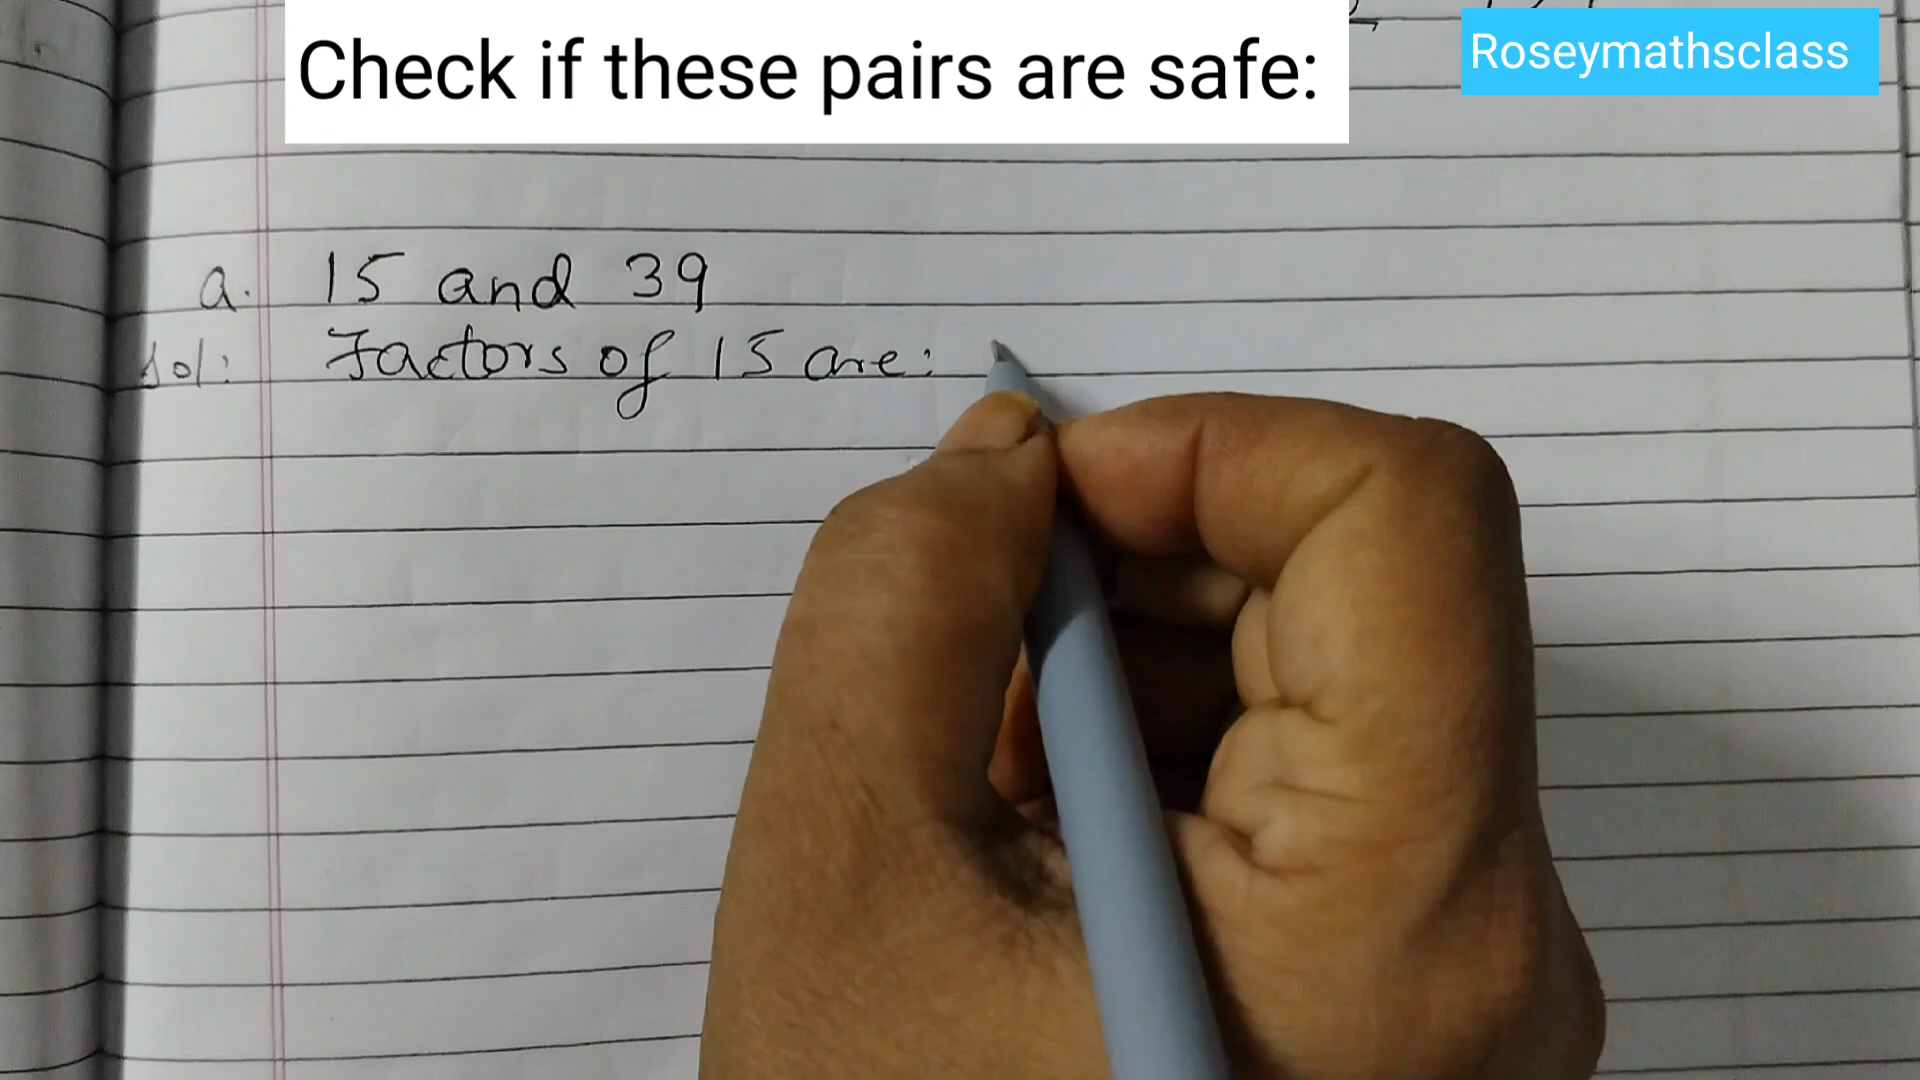 Check if these pairs are safe:
Roseymathsclass
a. 15 and 39
Sol: Factors of 15 are: